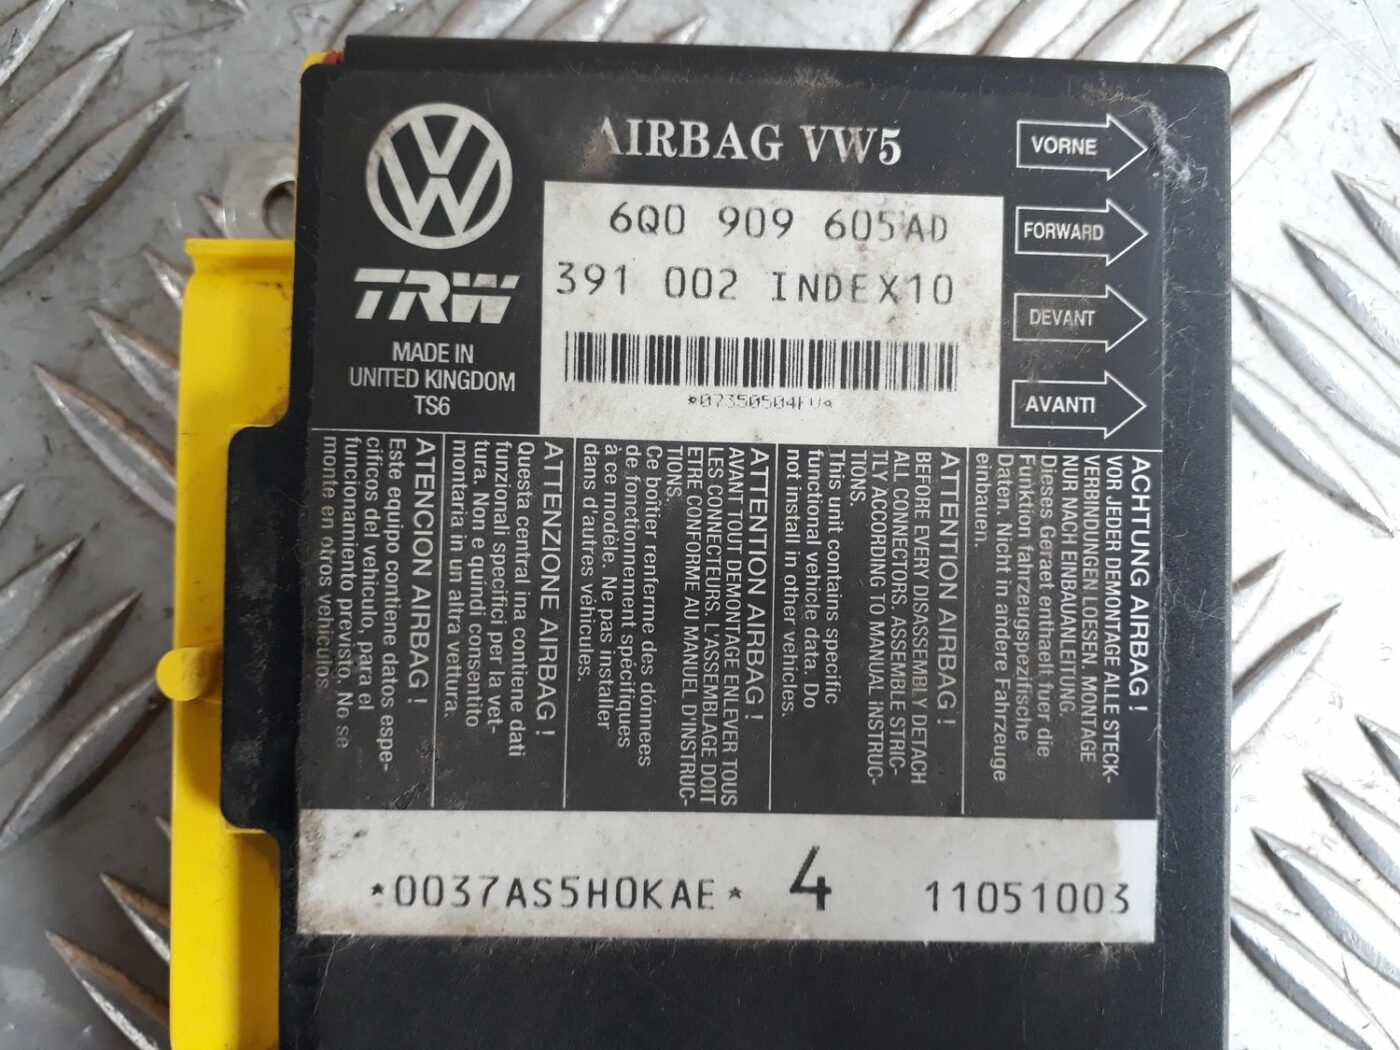 AIRBAG VW5
6Q0 909 605AD
391 002 INDEX10
TRW
MADE IN
UNITED KINGDOM
TS6
VORNE
FORWARD
DEVANT
AVANTI
ACHTUNG AIRBAG !
VOR JEDER DEMONTAGE ALLE STECK-
VERBINDUNGEN LOESEN. MONTAGE
NUR NACH EINBAUANLEITUNG.
Dieses Geraet enthaelt fuer die
Funktion fahrzeugspezifische
Daten. Nicht in andere Fahrzeuge
einbauen.
ATTENTION AIRBAG !
BEFORE EVERY DISASSEMBLY DETACH
ALL CONNECTORS. ASSEMBLE STRIC-
TLY ACCORDING TO MANUAL INSTRUC-
TIONS.
This unit contains specific
functional vehicle data. Do
not install in other vehicles.
ATTENTION AIRBAG !
AVANT TOUT DEMONTAGE ENLEVER TOUS
LES CONNECTEURS. L'ASSEMBLAGE DOIT
ETRE CONFORME AU MANUEL D'INSTRUC-
TIONS.
Ce boîtier renferme des données
de fonctionnement spécifiques
à ce modèle. Ne pas installer
dans d'autres véhicules.
ATTENZIONE AIRBAG !
Questa central ina contiene dati
funzionali specifici per la vet-
tura. Non e quindi consentito
montaria in un altra vettura.
ATENCION AIRBAG !
Este equipo contiene datos espe-
cificos del vehiculo, para el
funcionamiento previsto. No se
monte en otros vehiculos
*0037AS5H0KAE* 4 11051003